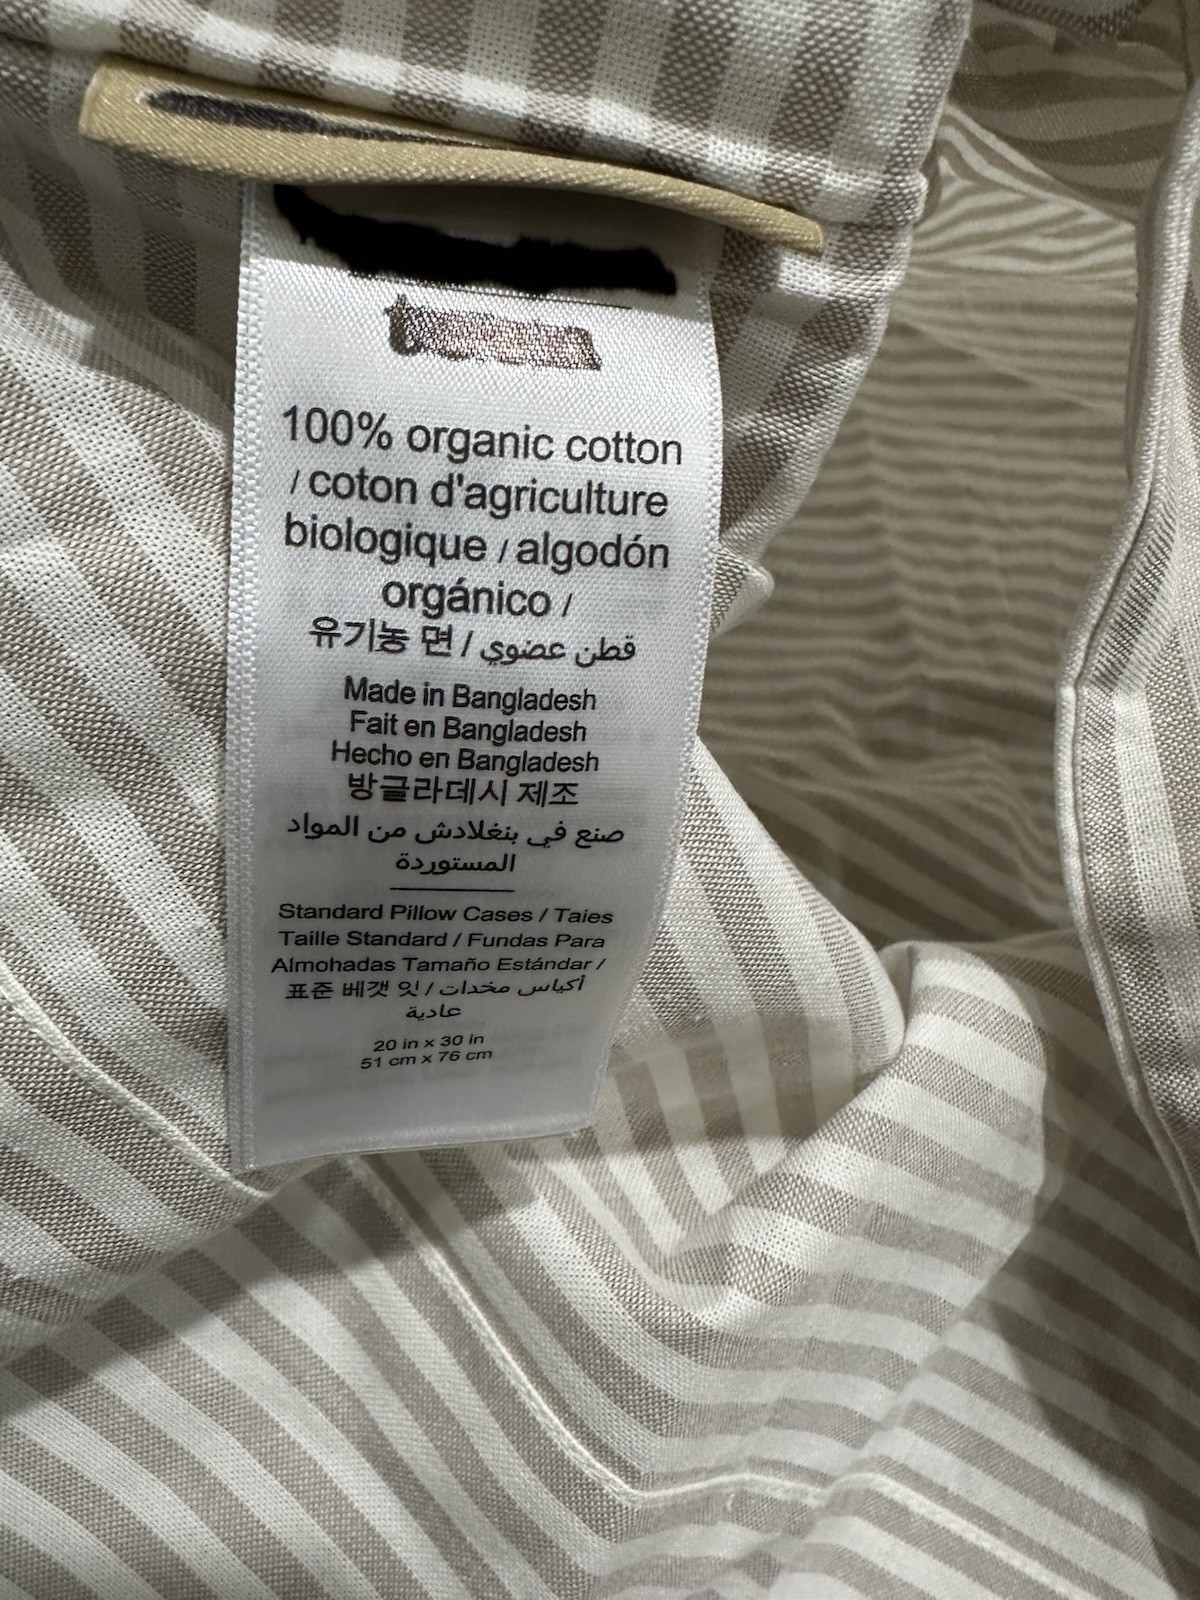 100% organic cotton
/ coton d'agriculture
biologique / algodón
orgánico /
유기농 면 / قطن عضوي
Made in Bangladesh
Fait en Bangladesh
Hecho en Bangladesh
방글라데시 제조
صنع في بنغلادش من المواد
المستوردة
Standard Pillow Cases / Taies
Taille Standard / Fundas Para
Almohadas Tamaño Estándar /
표준 베갯 잇 / أكياس مخدات
عادية
20 in x 30 in
51 cm x 76 cm